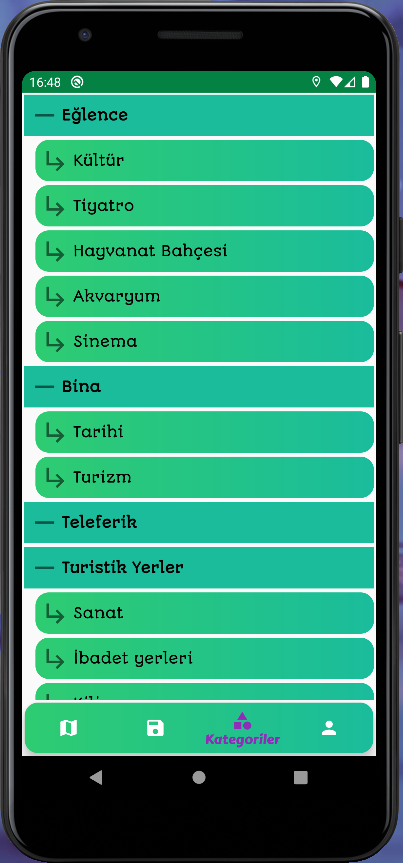 16:48
Eğlence
Kültür
Tiyatro
Hayvanat Bahçesi
Akvaryum
Sinema
Bina
Tarihi
Turizm
Teleferik
Turistik Yerler
Sanat
İbadet yerleri
Kategoriler